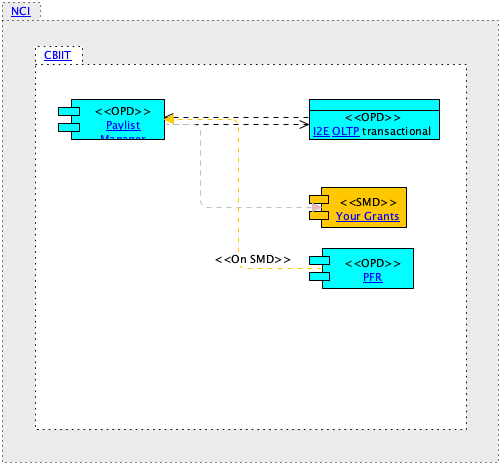 NCI
CBIIT
<<OPD>>
Paylist
Manager
<<OPD>>
I2E OLTP transactional
<<SMD>>
Your Grants
<<On SMD>>
<<OPD>>
PFR